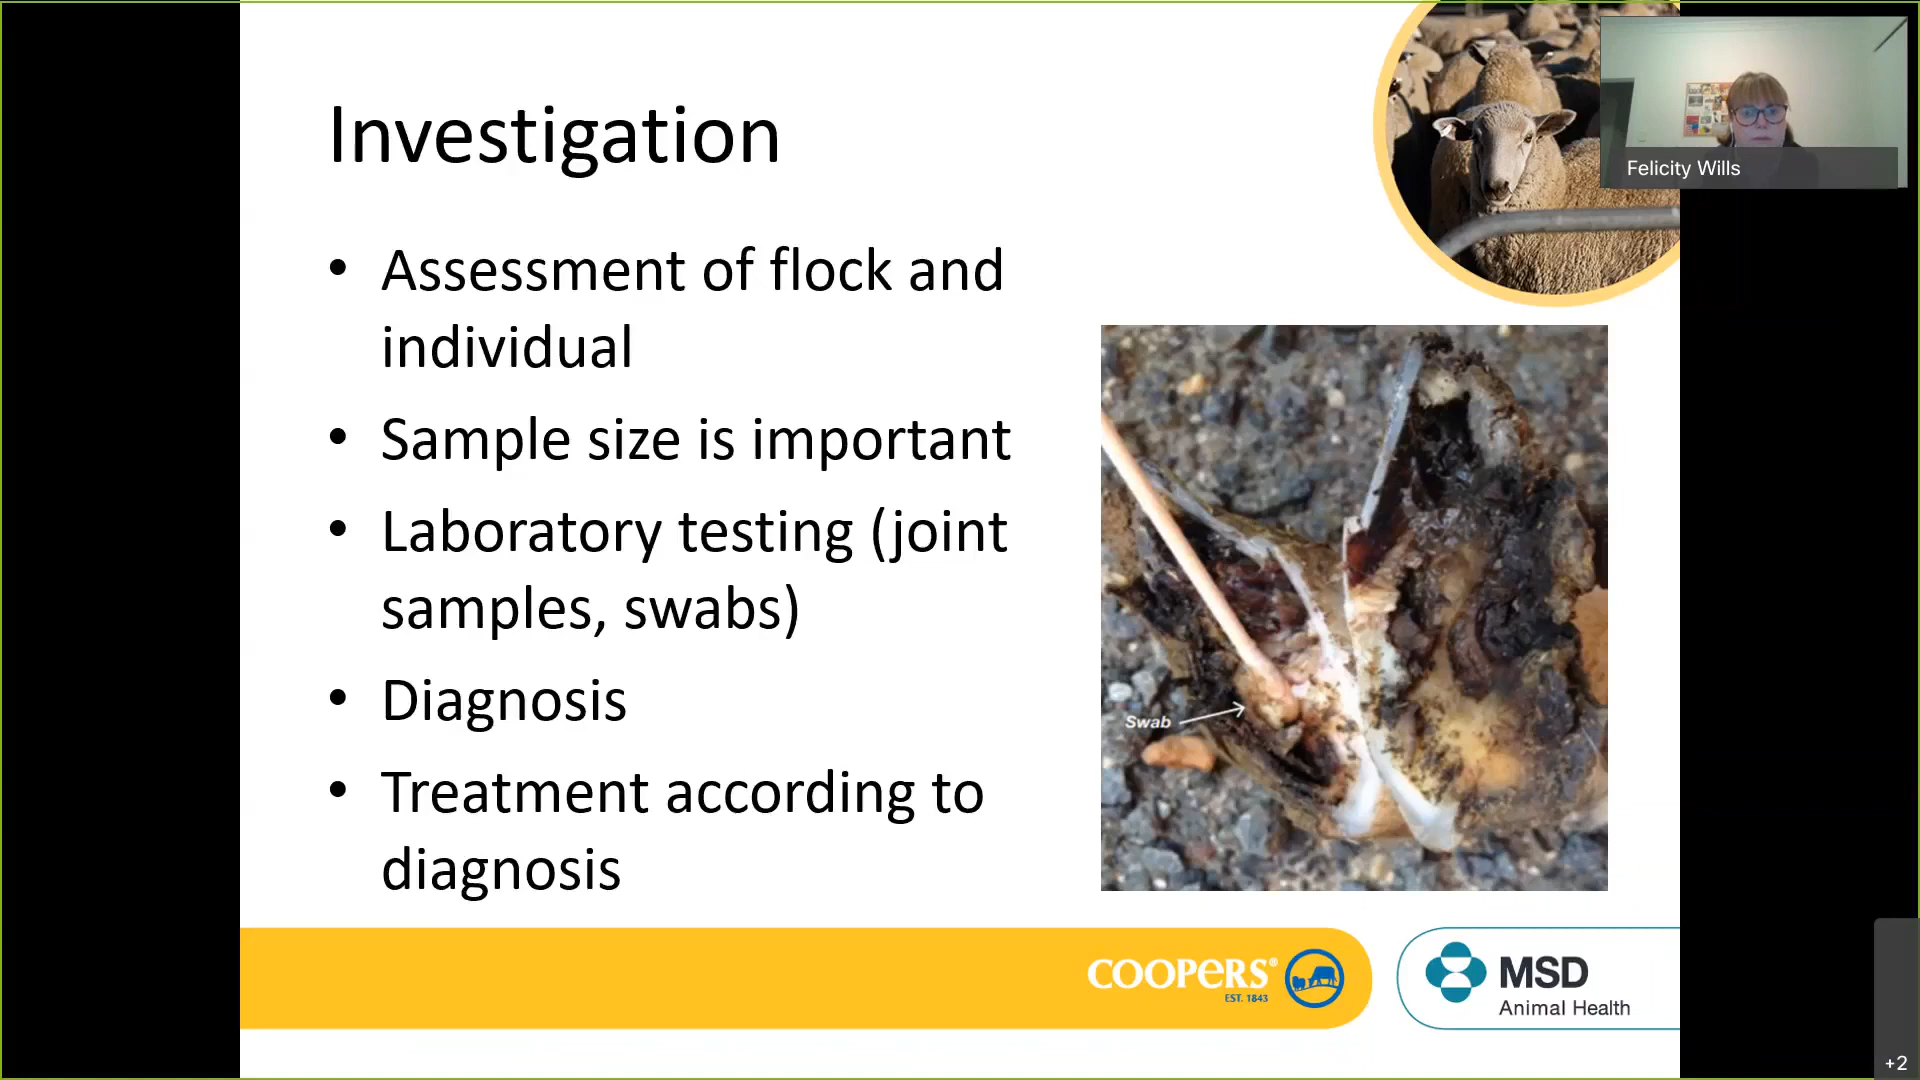 Investigation
Felicity Wills
• Assessment of flock and
individual
• Sample size is important
• Laboratory testing (joint
samples, swabs)
• Diagnosis
• Treatment according to
diagnosis
Swab
COOPERS®
EST. 1843
MSD
Animal Health
+2